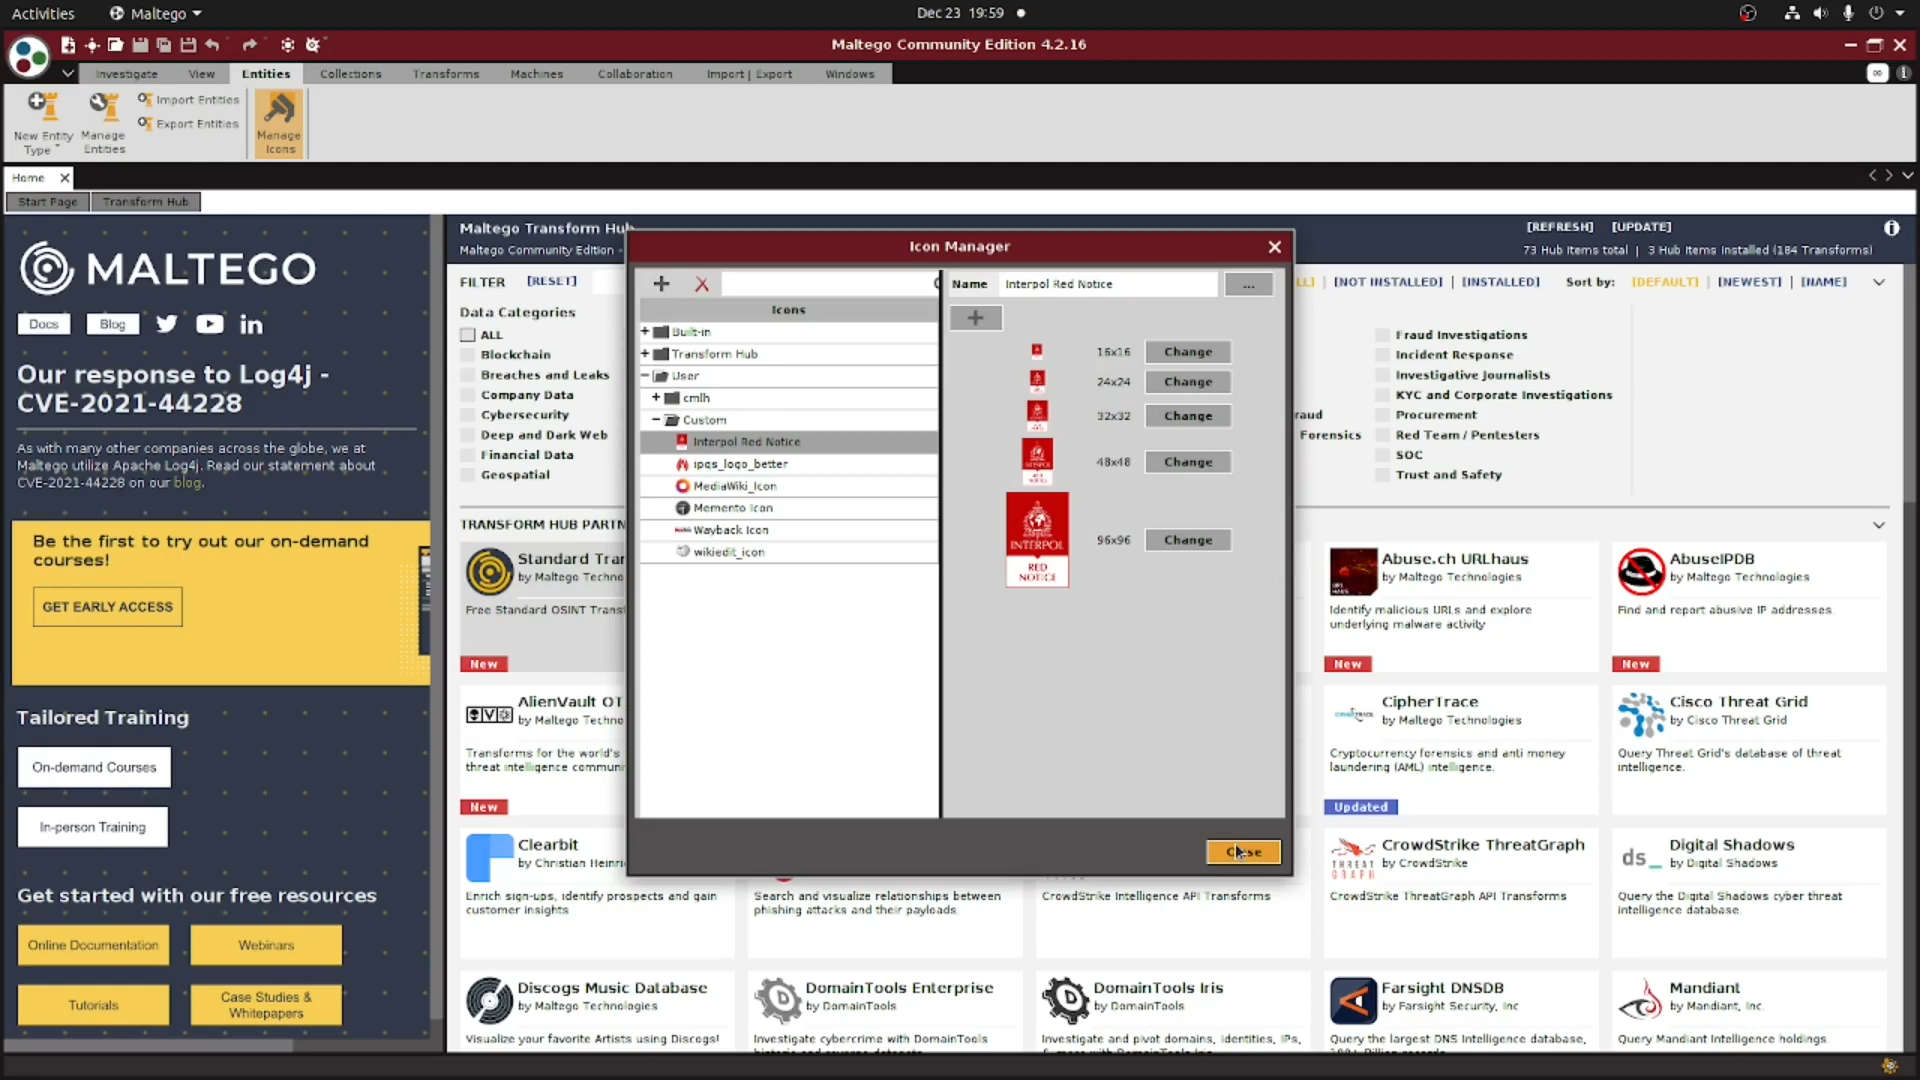 Activities
Maltego
Dec 23 19:59
Maltego Community Edition 4.2.16
Investigate View Entities Collections Transforms Machines Collaboration Import | Export Windows
New Entity Type
Manage Entities
Import Entities
Export Entities
Manage Icons
Home
Start Page
Transform Hub
MALTEGO
Docs
Blog
Our response to Log4j -
CVE-2021-44228
As with many other companies across the globe, we at
Maltego utilize Apache Log4j. Read our statement about
CVE-2021-44228 on our blog.
Be the first to try out our on-demand
courses!
GET EARLY ACCESS
Tailored Training
On-demand Courses
In-person Training
Get started with our free resources
Online Documentation
Webinars
Tutorials
Case Studies &
Whitepapers
Maltego Transform Hub
Maltego Community Edition -
[REFRESH] [UPDATE]
73 Hub Items total | 3 Hub Items Installed (184 Transforms)
FILTER [RESET]
| [NOT INSTALLED] | [INSTALLED] Sort by: [DEFAULT] | [NEWEST] | [NAME]
Data Categories
ALL
Blockchain
Breaches and Leaks
Company Data
Cybersecurity
Deep and Dark Web
Financial Data
Geospatial
Forensics
Fraud Investigations
Incident Response
Investigative Journalists
KYC and Corporate Investigations
Procurement
Red Team / Pentesters
SOC
Trust and Safety
Icon Manager
Icons
Built-in
Transform Hub
User
cmlh
Custom
Interpol Red Notice
ipqs_logo_better
MediaWiki_Icon
Memento Icon
Wayback Icon
wikiedit_icon
Name Interpol Red Notice ...
16x16 Change
24x24 Change
32x32 Change
48x48 Change
96x96 Change
INTERPOL
RED
NOTICE
TRANSFORM HUB PARTN
Standard Tra
by Maltego Techno
Free Standard OSINT Trans
New
Abuse.ch URLhaus
by Maltego Technologies
Identify malicious URLs and explore
underlying malware activity
New
AbuseIPDB
by Maltego Technologies
Find and report abusive IP addresses.
New
AlienVault OT
by Maltego Techno
Transforms for the world's
threat intelligence commun
New
CipherTrace
by Maltego Technologies
Cryptocurrency forensics and anti money
laundering (AML) intelligence.
Updated
Cisco Threat Grid
by Cisco Threat Grid
Query Threat Grid's database of threat
intelligence.
Clearbit
by Christian Heinri
Enrich sign-ups, identify prospects and gain
customer insights
Search and visualize relationships between
phishing attacks and their payloads.
CrowdStrike Intelligence API Transforms
CrowdStrike ThreatGraph
by CrowdStrike
CrowdStrike ThreatGraph API Transforms
ds_
Digital Shadows
by Digital Shadows
Query the Digital Shadows cyber threat
intelligence database.
Discogs Music Database
by Maltego Technologies
Visualize your favorite Artists using Discogs!
DomainTools Enterprise
by DomainTools
Investigate cybercrime with DomainTools
DomainTools Iris
by DomainTools
Investigate and pivot domains, identities, IPs,
Farsight DNSDB
by Farsight Security, Inc
Query the largest DNS Intelligence database,
Mandiant
by Mandiant, Inc.
Query Mandiant Intelligence holdings